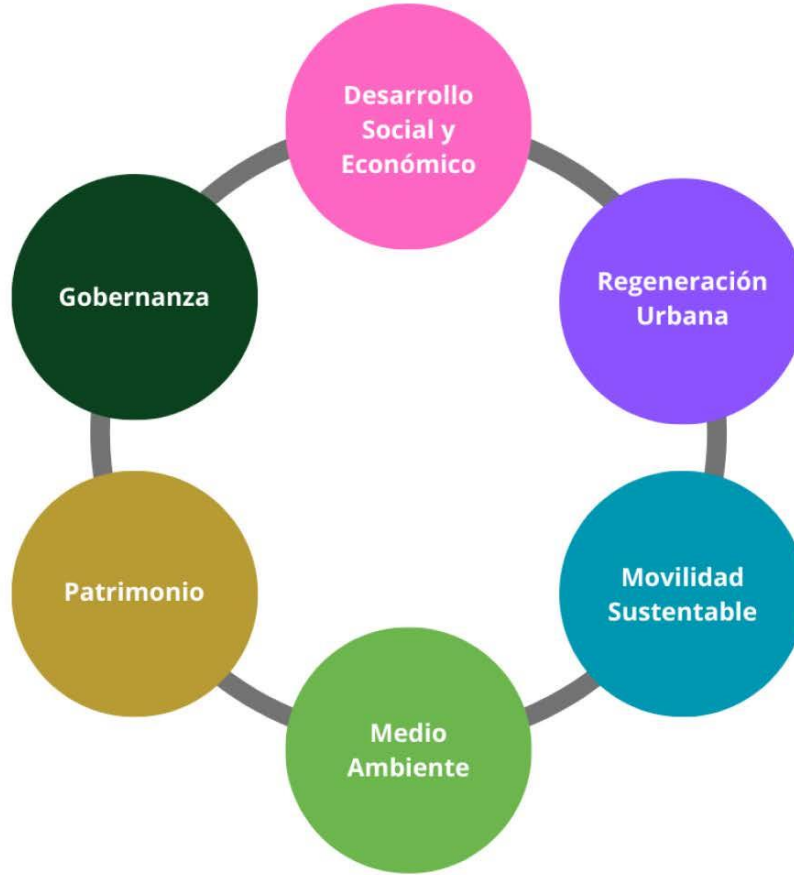 Desarrollo
Social y
Económico
Regeneración
Urbana
Movilidad
Sustentable
Medio
Ambiente
Patrimonio
Gobernanza